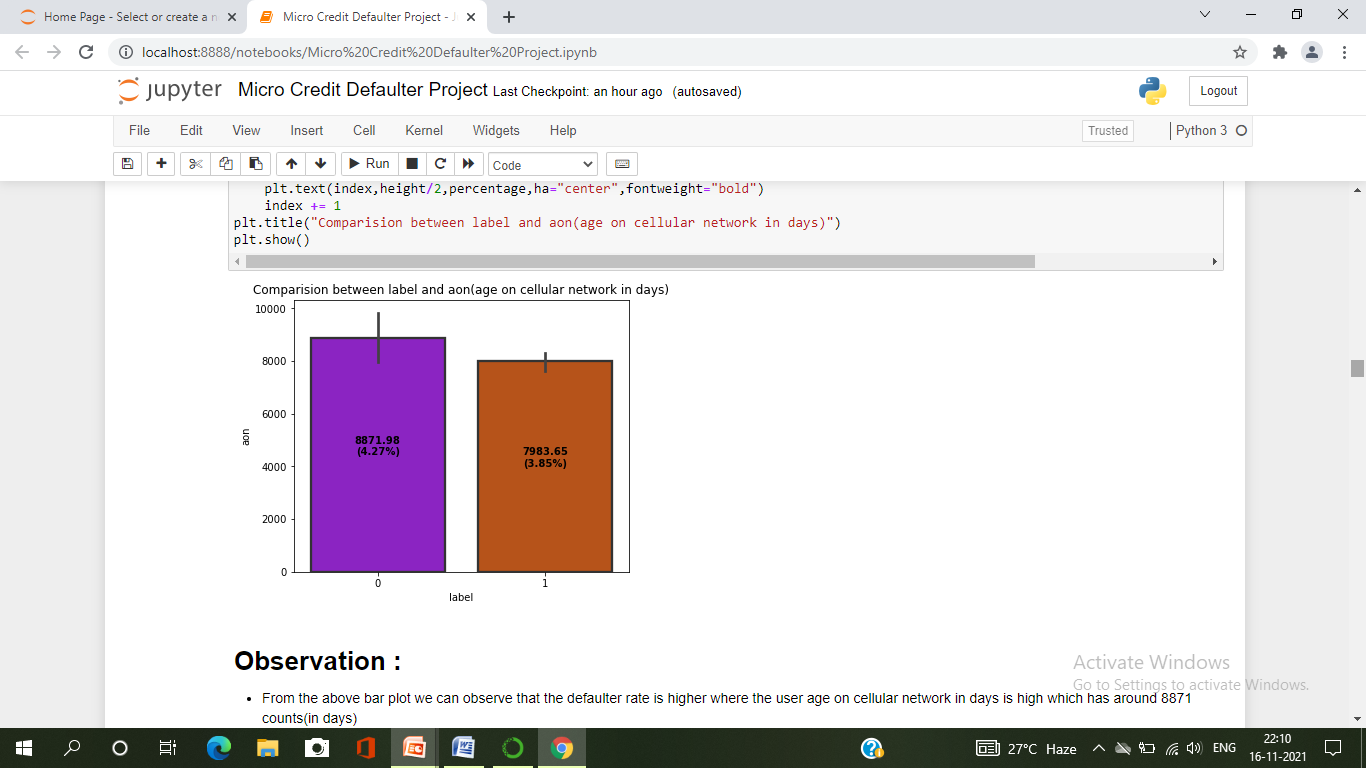 Home Page - Select or create a n
Micro Credit Defaulter Project - J
localhost:8888/notebooks/Micro%20Credit%20Defaulter%20Project.ipynb
jupyter Micro Credit Defaulter Project Last Checkpoint: an hour ago (autosaved)
Logout
File Edit View Insert Cell Kernel Widgets Help
Trusted
Python 3
Run
Code
plt.text(index,height/2,percentage,ha="center",fontweight="bold")
index += 1
plt.title("Comparision between label and aon(age on cellular network in days)")
plt.show()
Comparision between label and aon(age on cellular network in days)
10000
8000
6000
4000
2000
0
aon
8871.98
(4.27%)
7983.65
(3.85%)
0 1
label
Observation :
Activate Windows
Go to Settings to activate Windows.
• From the above bar plot we can observe that the defaulter rate is higher where the user age on cellular network in days is high which has around 8871
counts(in days)
27°C Haze
ENG
22:10
16-11-2021